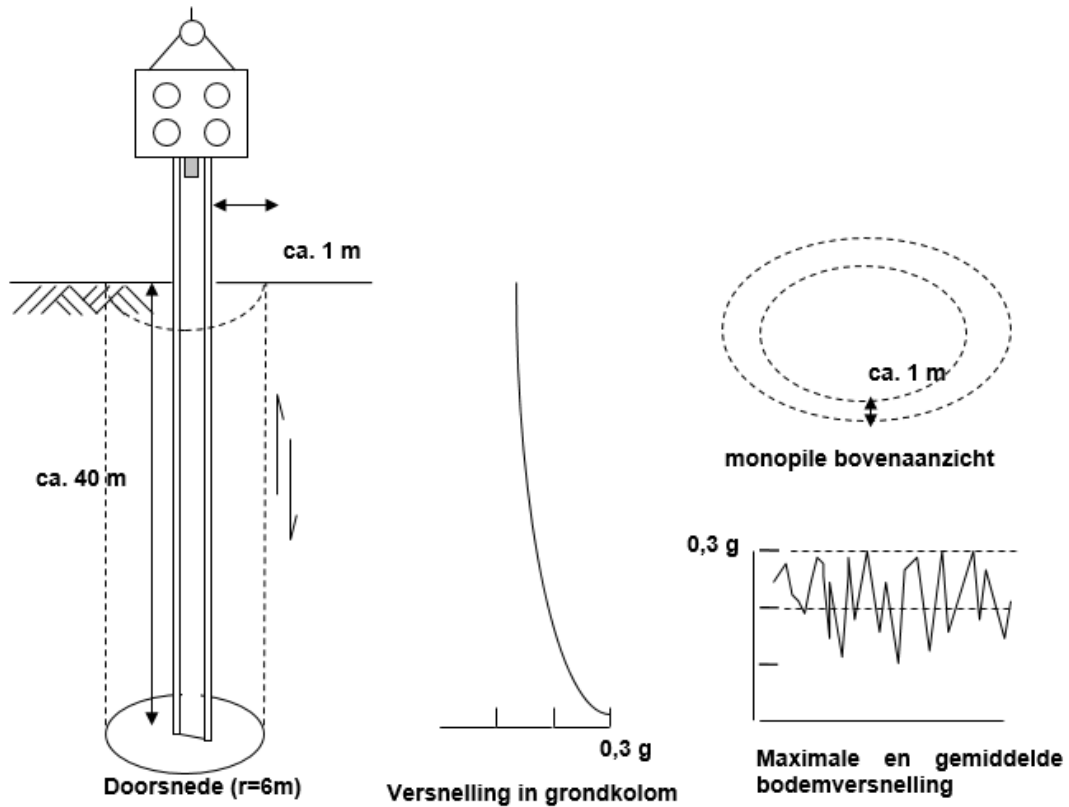 ca. 1 m
ca. 40 m
Doorsnede (r=6m)
0,3 g
Versnelling in grondkolom
ca. 1 m
monopile bovenaanzicht
0,3 g
Maximale en gemiddelde
bodemversnelling